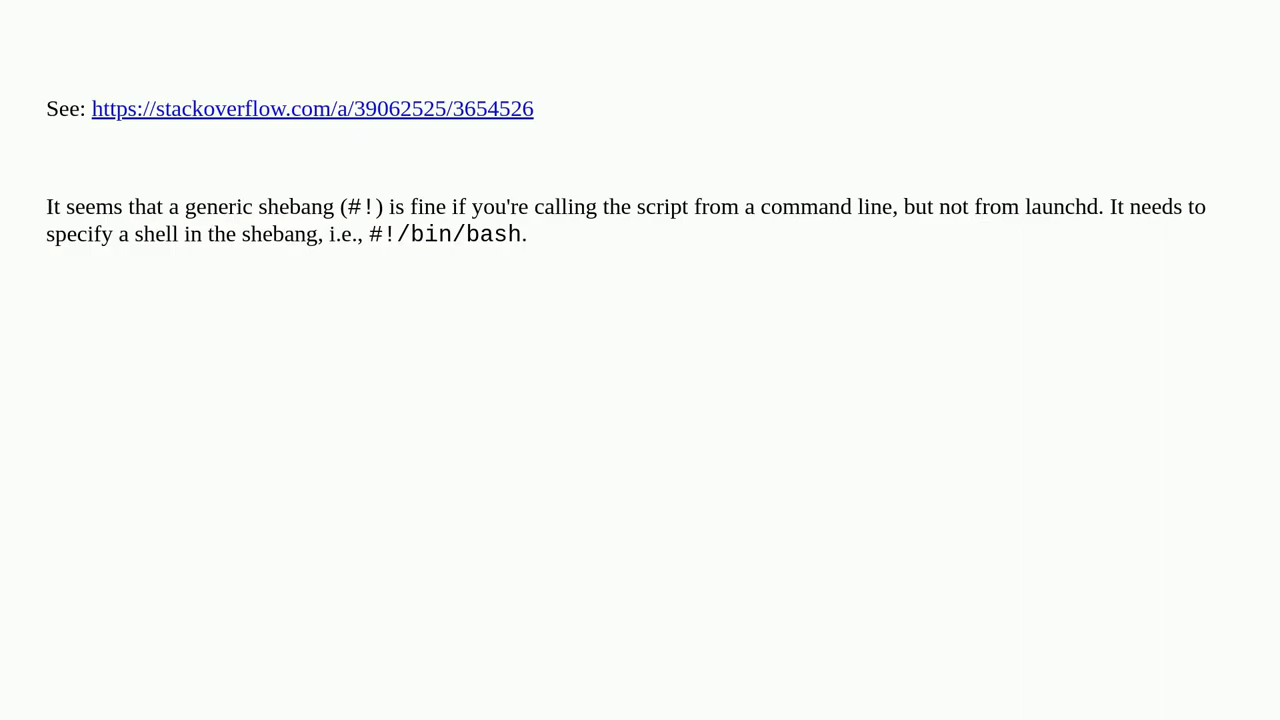 See: https://stackoverflow.com/a/39062525/3654526
It seems that a generic shebang (#!) is fine if you're calling the script from a command line, but not from launchd. It needs to
specify a shell in the shebang, i.e., #!/bin/bash.